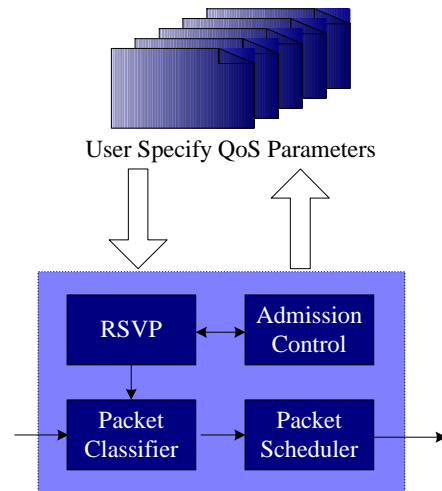 User Specify QoS Parameters
RSVP
Admission
Control
Packet
Classifier
Packet
Scheduler